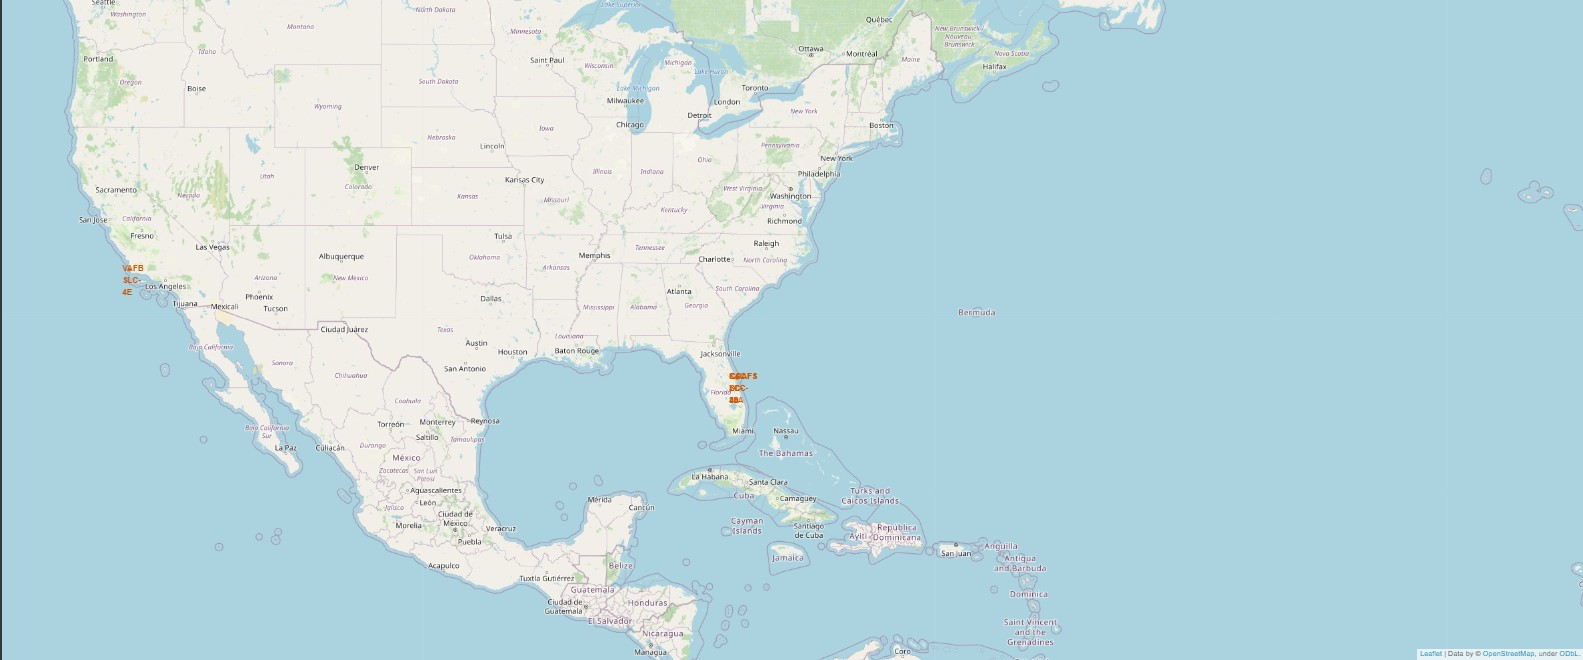 Seattle
Washington
Montana
North Dakota
Minnesota
Lake Superior
Québec
New Brunswick
Nouveau-
Brunswick
Nova Scotia
Halifax
Portland
Oregon
Idaho
Boise
Wyoming
South Dakota
Saint Paul
Wisconsin
Michigan
Lake Huron
Lake Michigan
Ottawa
Montréal
Maine
Toronto
London
Milwaukee
Detroit
Chicago
New York
Boston
Iowa
Nebraska
Lincoln
Pennsylvania
New York
Philadelphia
Ohio
Indiana
Illinois
Denver
Colorado
Utah
Nevada
Sacramento
San Jose
California
Fresno
Las Vegas
Kansas
Kansas City
Missouri
West Virginia
Washington
Virginia
Richmond
Kentucky
Tulsa
Raleigh
North Carolina
Tennessee
Memphis
Charlotte
Albuquerque
New Mexico
Arizona
Oklahoma
Arkansas
VAFB
SLC-
4E
Los Angeles
Phoenix
Tucson
Tijuana
Mexicali
South Carolina
Atlanta
Georgia
Alabama
Mississippi
Dallas
Bermuda
Ciudad Juárez
Texas
Louisiana
Baja California
Austin
Houston
Baton Rouge
Jacksonville
Sonora
San Antonio
Chihuahua
Florida
Coahuila
Torreón
Monterrey
Saltillo
Reynosa
Tamaulipas
Miami
Nassau
The Bahamas
Baja California
Sur
La Paz
Culiacán
Durango
México
Zacatecas
San Luis
Potosí
Aguascalientes
León
Jalisco
La Habana
Santa Clara
Cuba
Camagüey
Turks and
Caicos Islands
Mérida
Cancún
Morelia
Ciudad de
México
Puebla
Veracruz
Cayman
Islands
Santiago
de Cuba
Ayiti
República
Dominicana
San Juan
Anguilla
Antigua
and Barbuda
Jamaica
Acapulco
Tuxtla Gutiérrez
Belize
Guatemala
Ciudad de
Guatemala
Honduras
El Salvador
Nicaragua
Managua
Dominica
Saint Vincent
and the
Grenadines
Coro
Leaflet | Data by © OpenStreetMap, under ODbL.